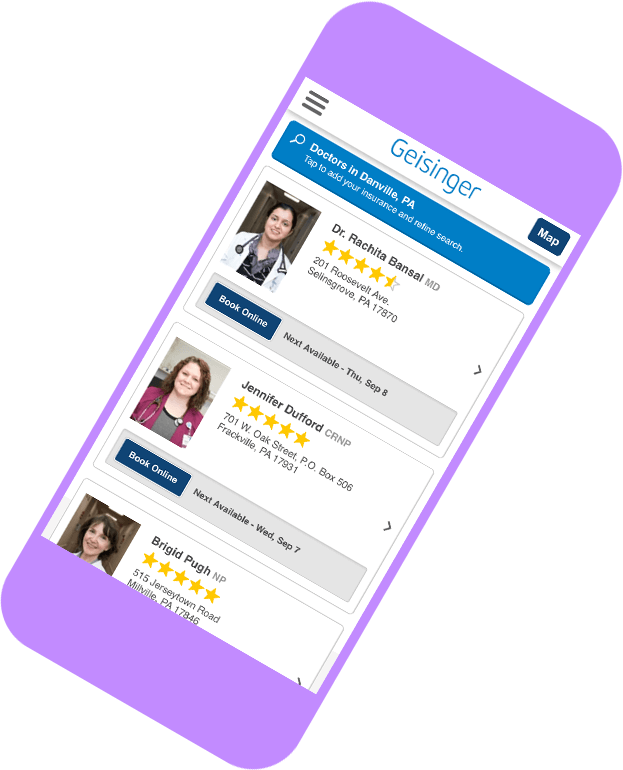 Geisinger
Map
Doctors in Danville, PA
Tap to add your insurance and refine search.
Dr. Rachita Bansal MD
201 Roosevelt Ave.
Selinsgrove, PA 17870
Book Online
Next Available - Thu, Sep 8
Jennifer Dufford CRNP
701 W. Oak Street, P.O. Box 506
Frackville, PA 17931
Book Online
Next Available - Wed, Sep 7
Brigid Pugh NP
515 Jerseytown Road
Millville, PA 17846